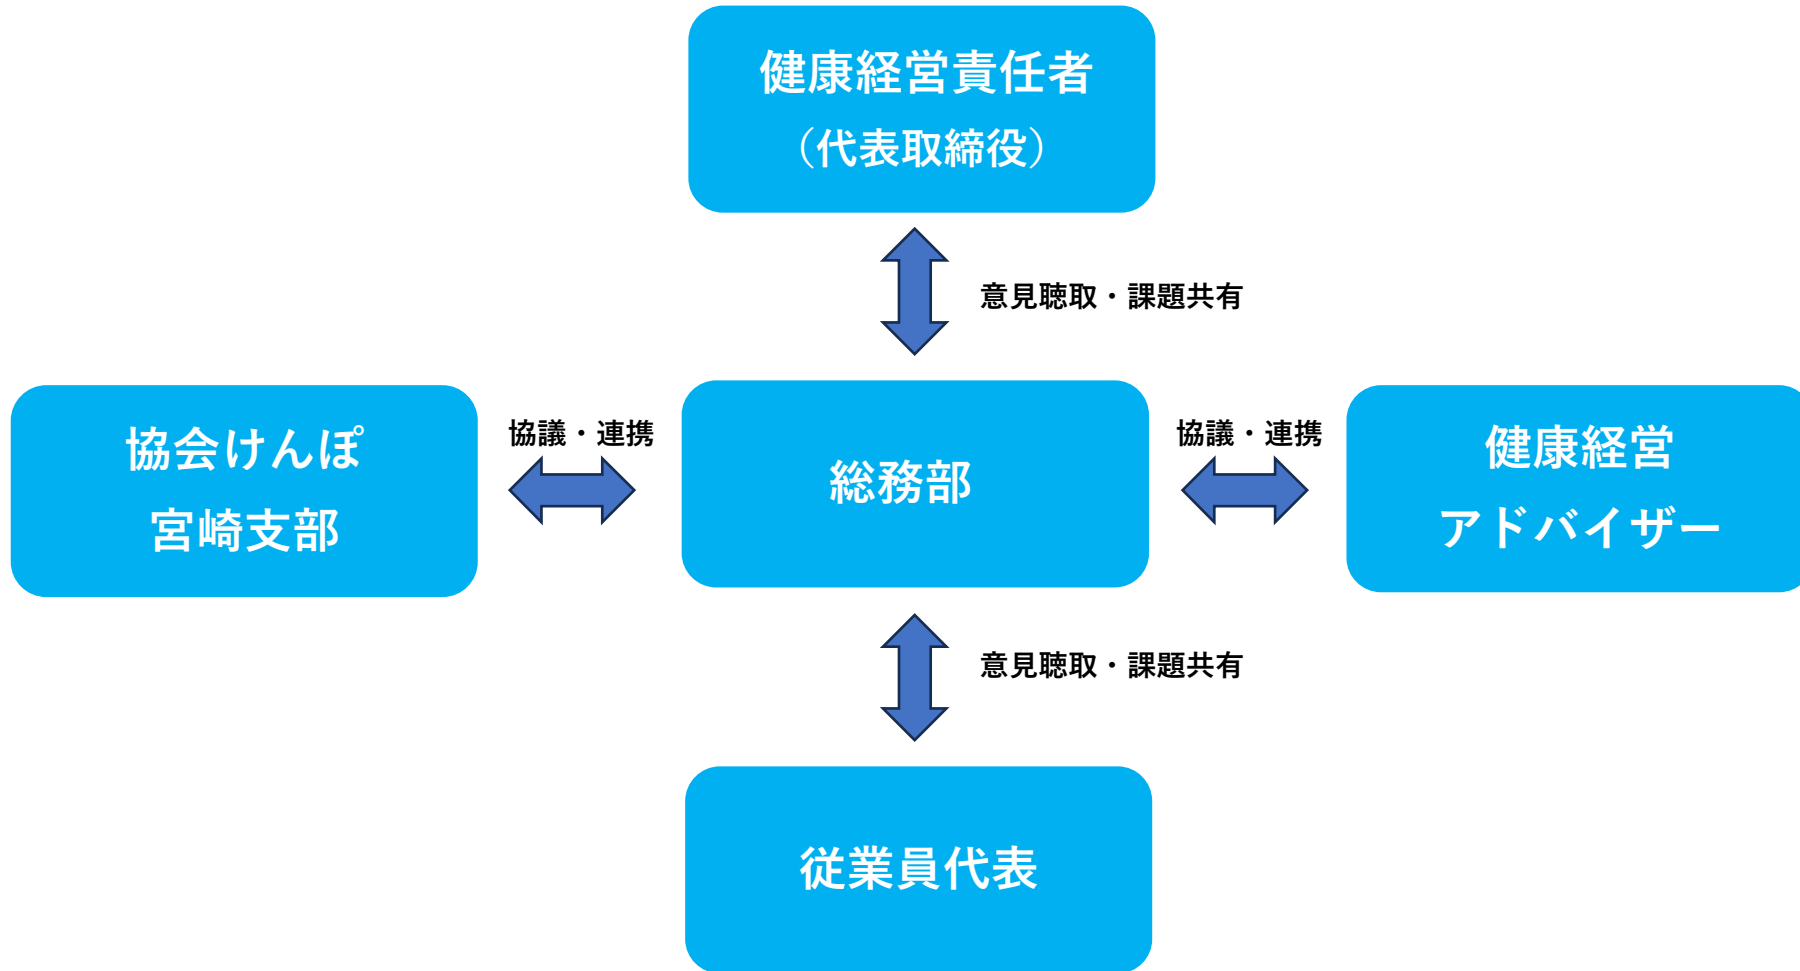 健康経営責任者
（代表取締役）
意見聴取・課題共有
協会けんぽ
宮崎支部
協議・連携
総務部
協議・連携
健康経営
アドバイザー
意見聴取・課題共有
従業員代表